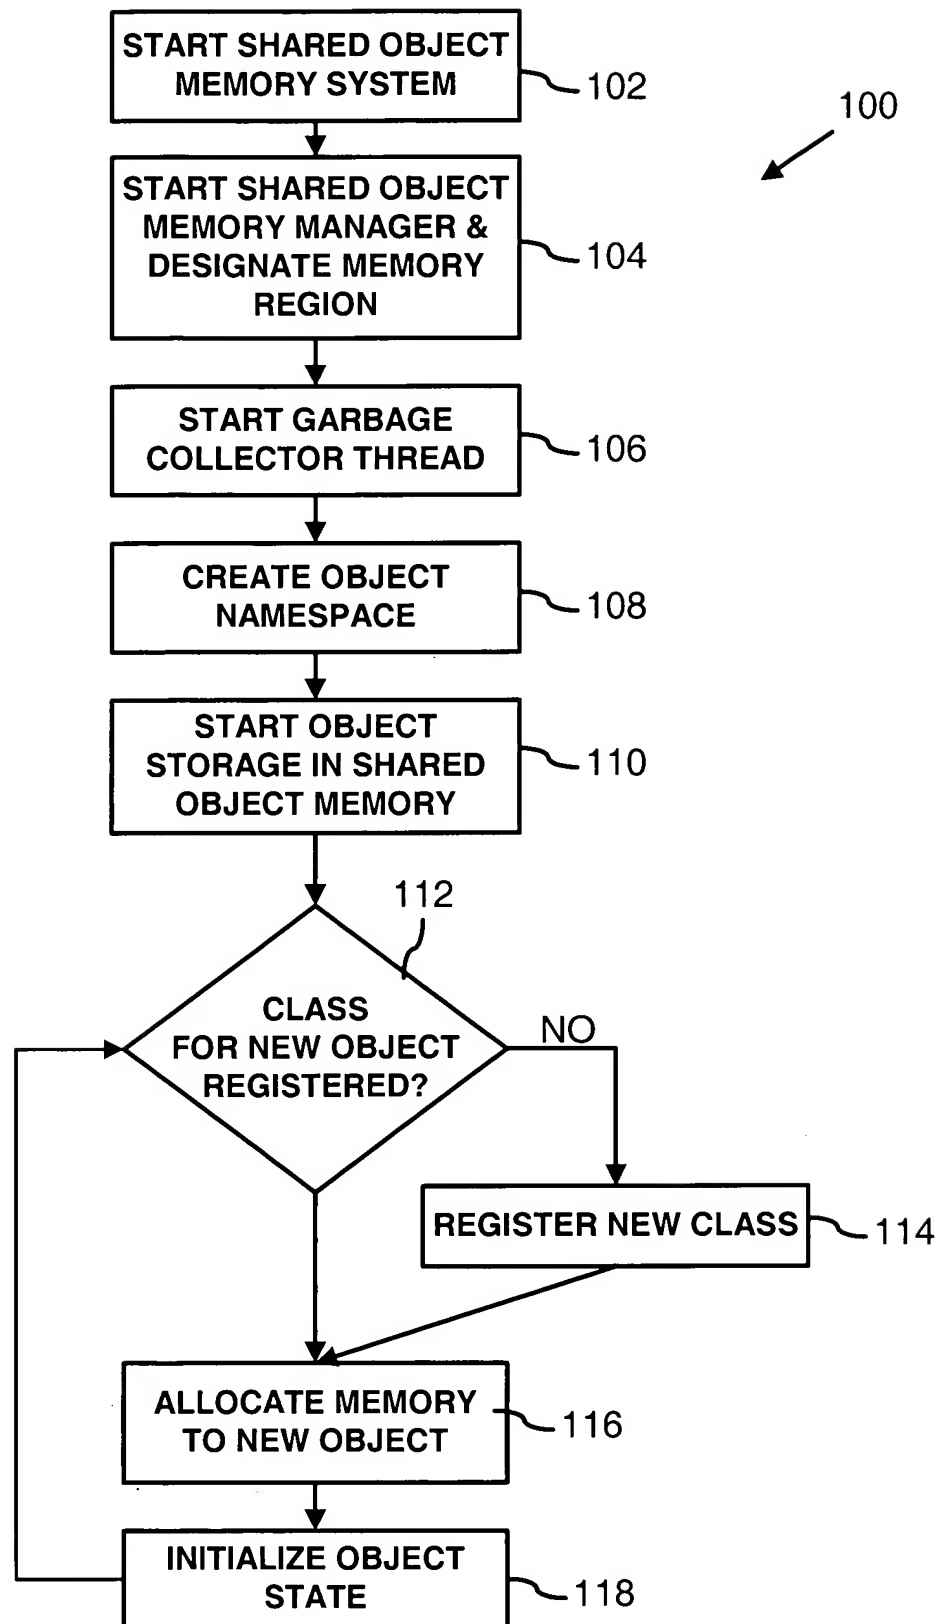 START SHARED OBJECT
MEMORY SYSTEM
102
100
START SHARED OBJECT
MEMORY MANAGER &
DESIGNATE MEMORY
REGION
104
START GARBAGE
COLLECTOR THREAD
106
CREATE OBJECT
NAMESPACE
108
START OBJECT
STORAGE IN SHARED
OBJECT MEMORY
110
112
CLASS
FOR NEW OBJECT
REGISTERED?
NO
REGISTER NEW CLASS
114
ALLOCATE MEMORY
TO NEW OBJECT
116
INITIALIZE OBJECT
STATE
118